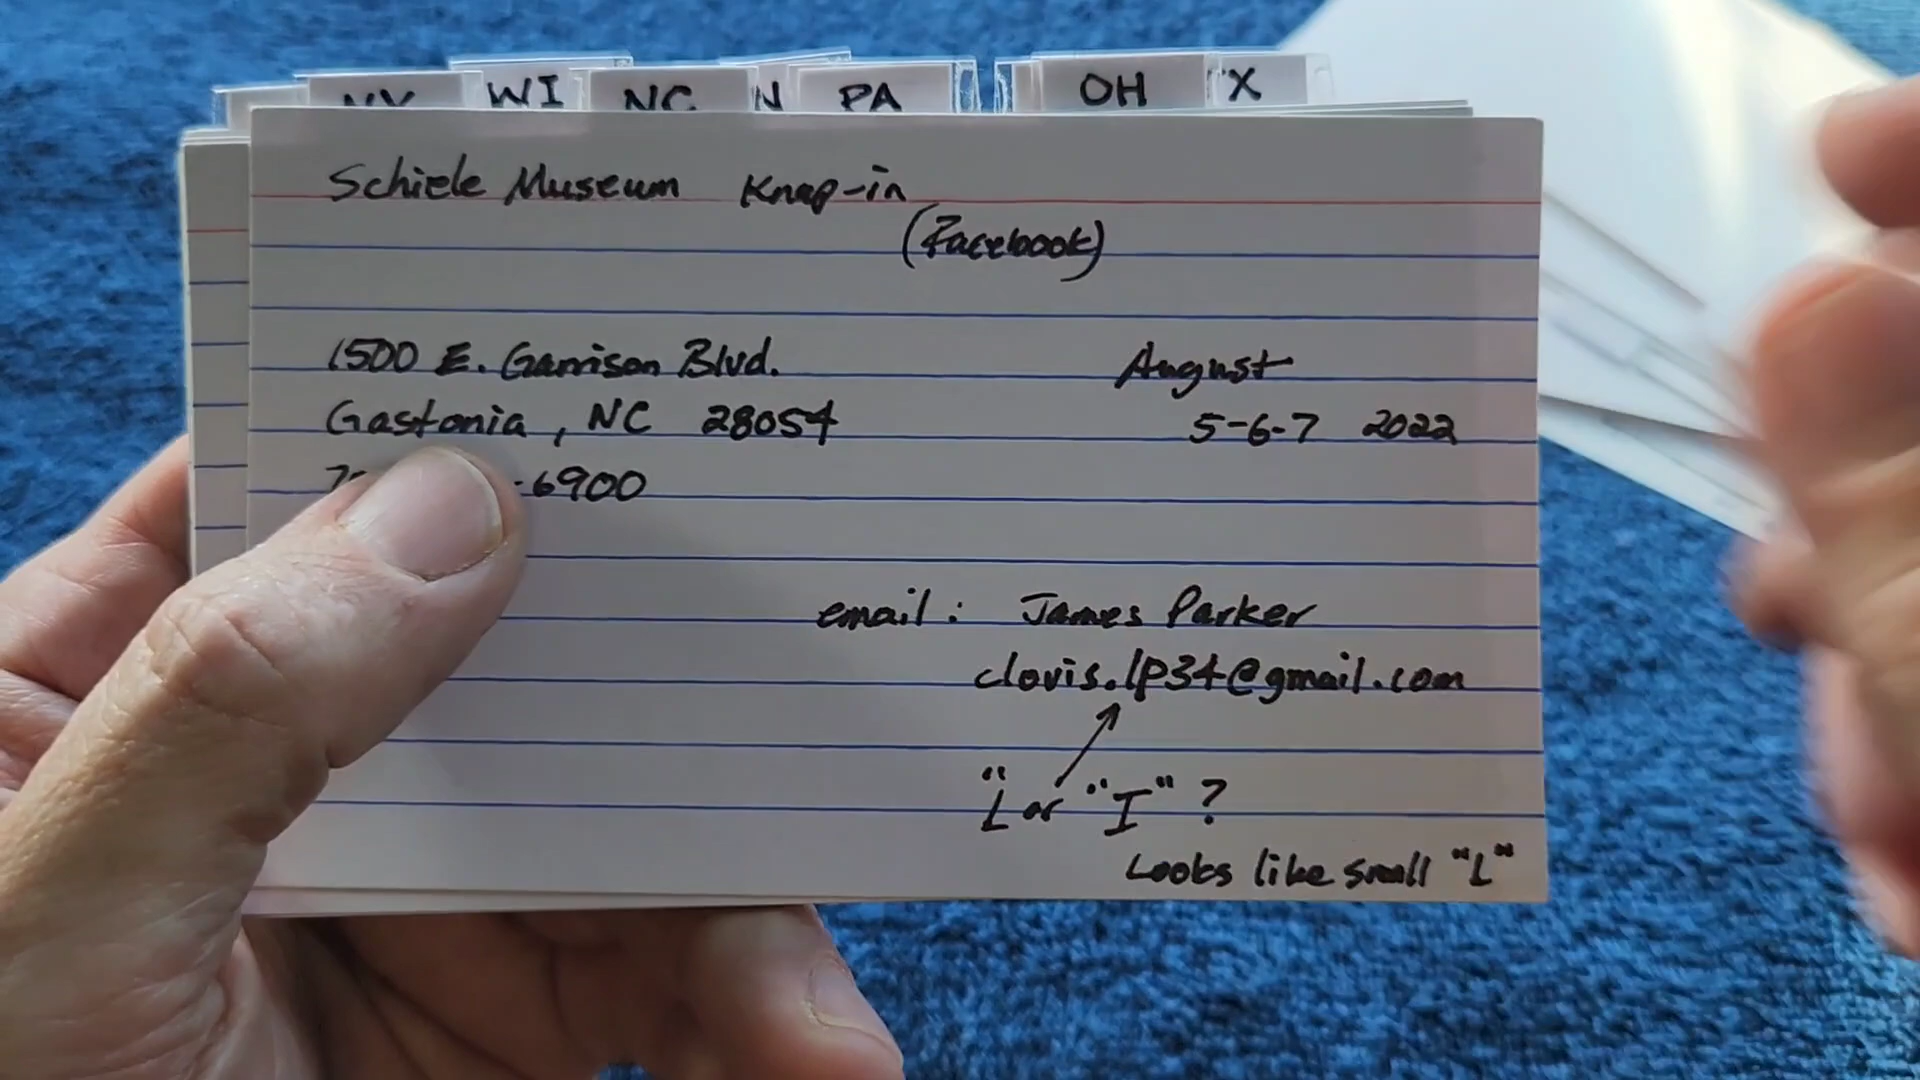 WI NC PA OH X
Schiele Museum Knap-in
(Facebook)
1500 E. Garrison Blvd. August
Gastonia, NC 28054 5-6-7 2022
-6900
email: James Parker
clovis.lp34@gmail.com
"L or "I" ?
Looks like small "L"